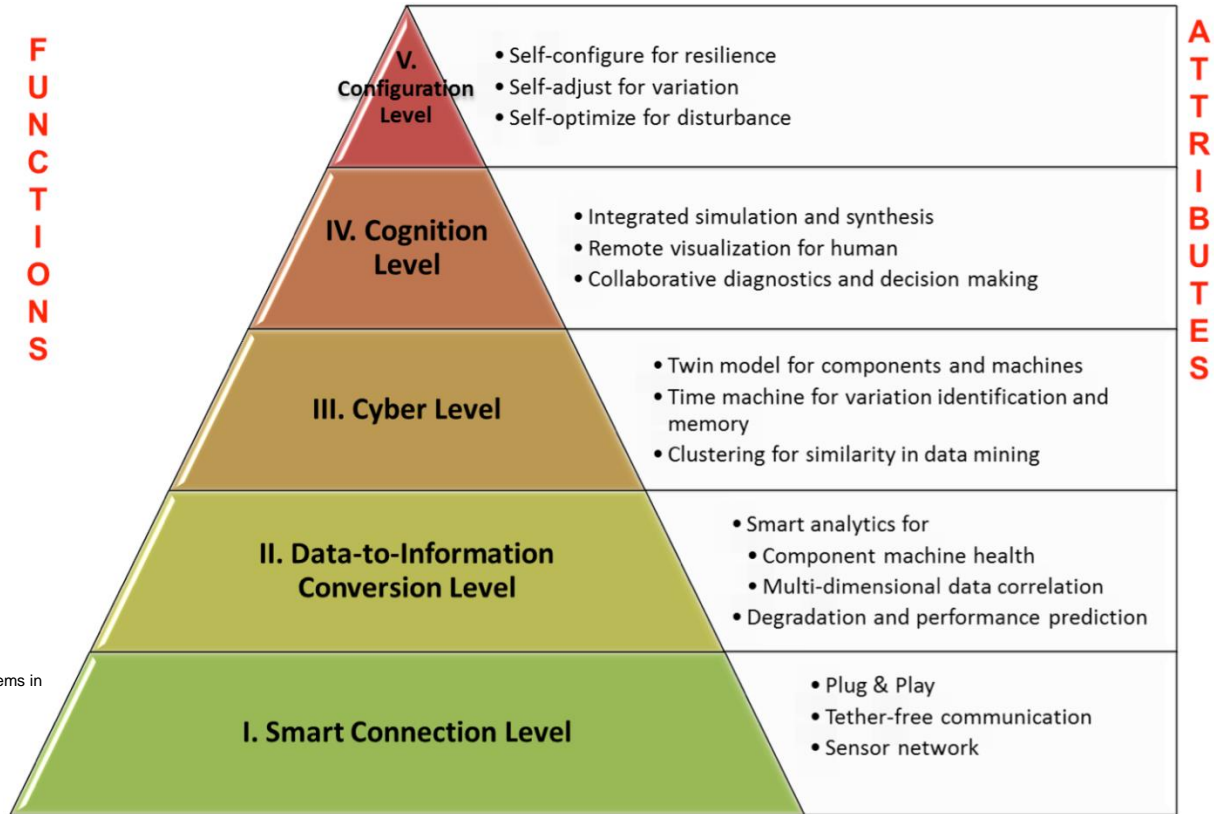 FUNCTIONS
ATTRIBUTES
V.
Configuration
Level
• Self-configure for resilience
• Self-adjust for variation
• Self-optimize for disturbance
IV. Cognition
Level
• Integrated simulation and synthesis
• Remote visualization for human
• Collaborative diagnostics and decision making
III. Cyber Level
• Twin model for components and machines
• Time machine for variation identification and
memory
• Clustering for similarity in data mining
II. Data-to-Information
Conversion Level
• Smart analytics for
• Component machine health
• Multi-dimensional data correlation
• Degradation and performance prediction
ems in
I. Smart Connection Level
• Plug & Play
• Tether-free communication
• Sensor network